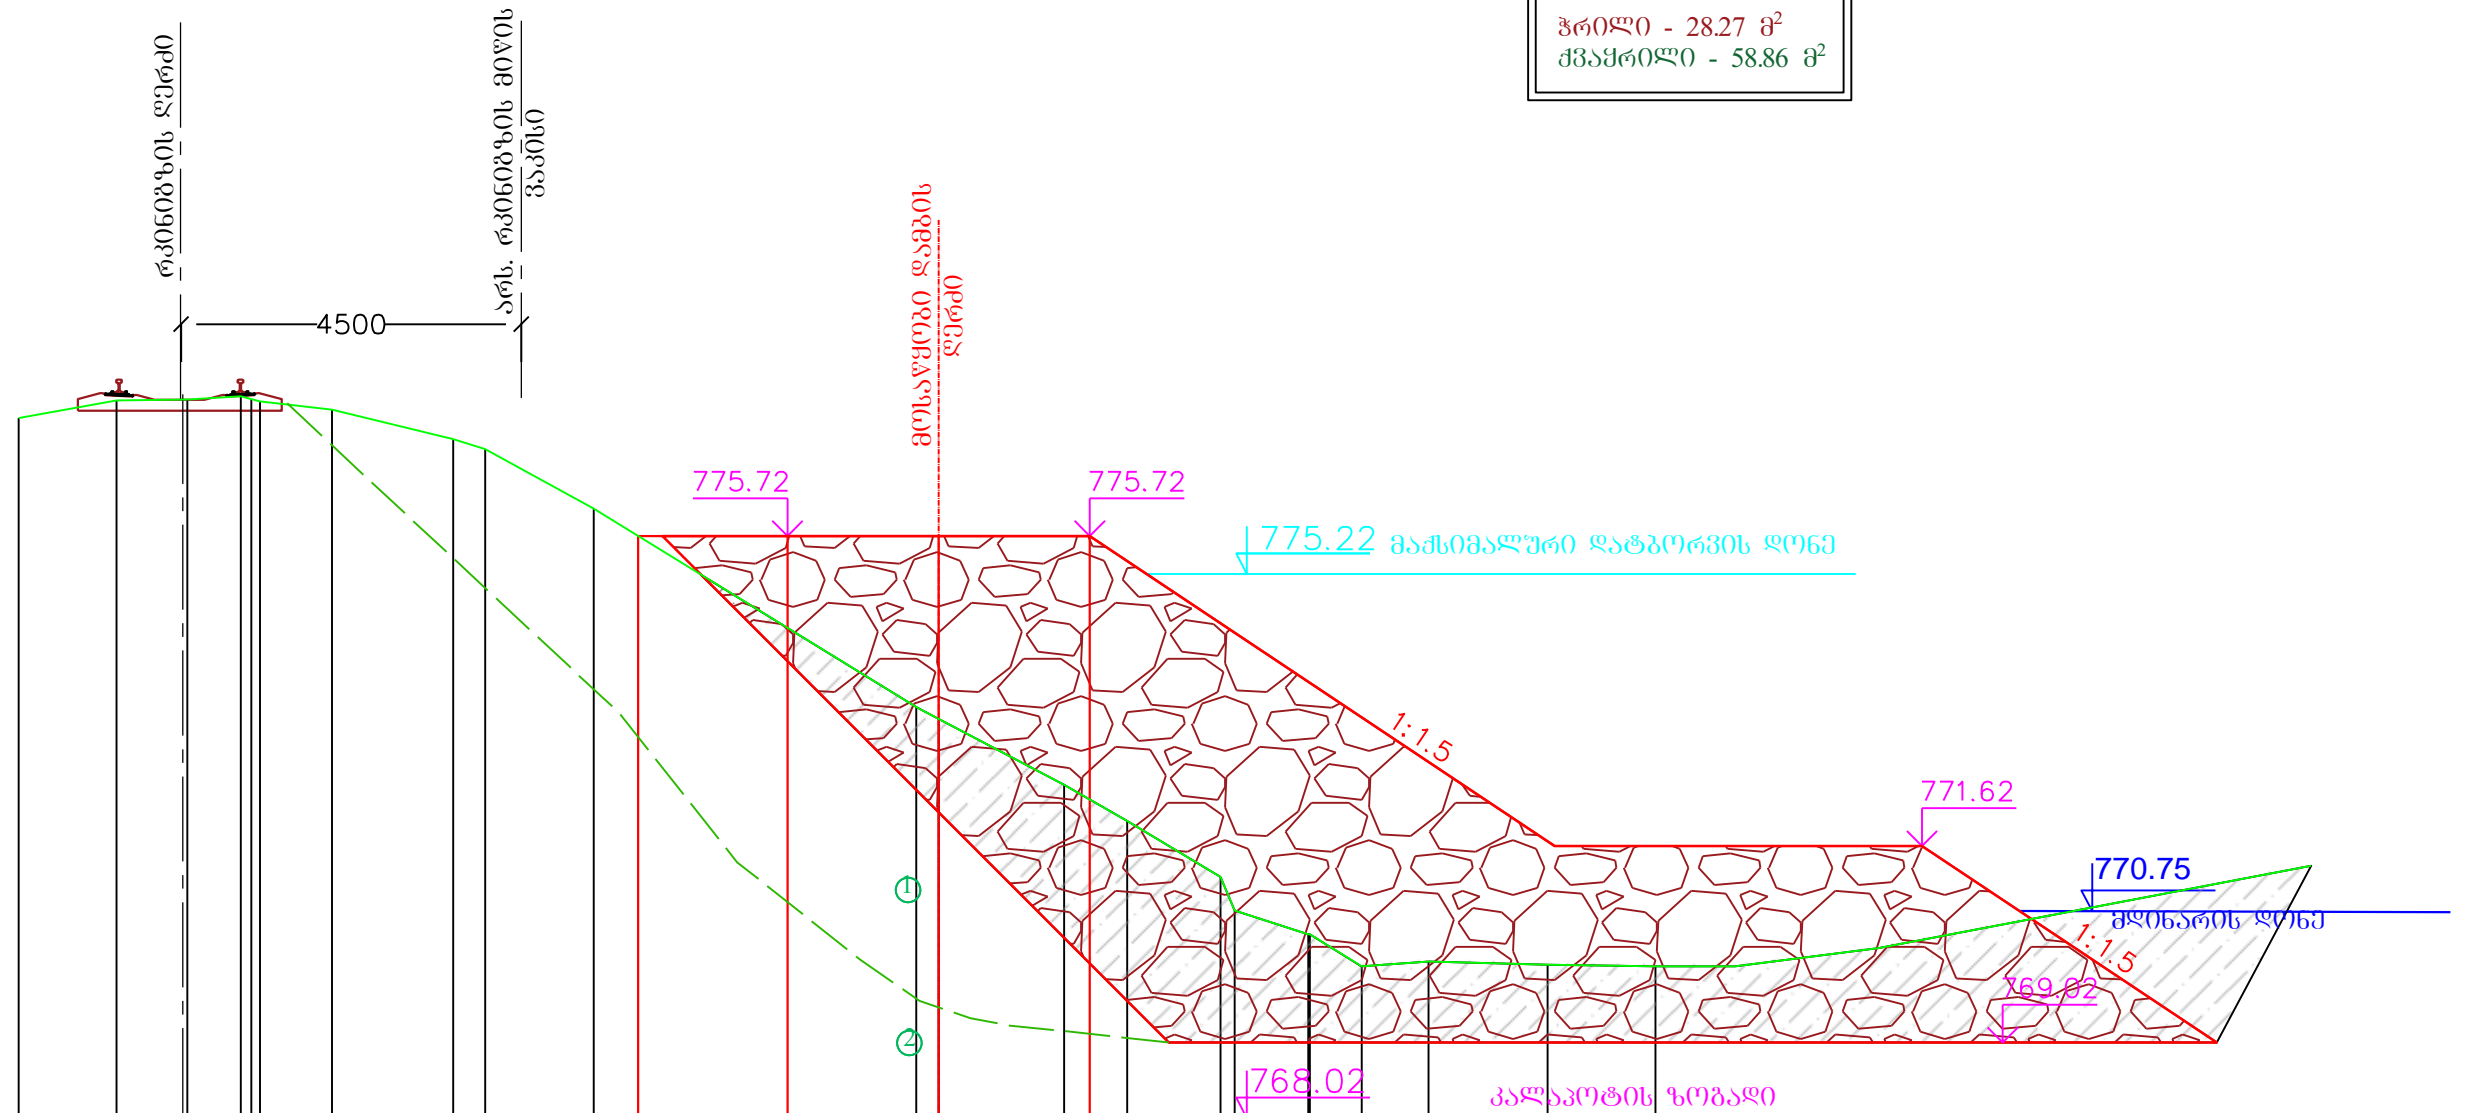 ჭრილი - 28.27 მ²
ქვაყრილი - 58.86 მ²
რკინიგზის ღერძი
არს. რკინიგზის მიწის
ვაკისი
4500
მოსაწყობი დამბის
ღერძი
775.72
775.72
775.22 მაქსიმალური დატბორვის დონე
1:1.5
771.62
770.75
მდინარის დონე
1:1.5
769.02
1
2
768.02
კალაპოტის ზოგადი